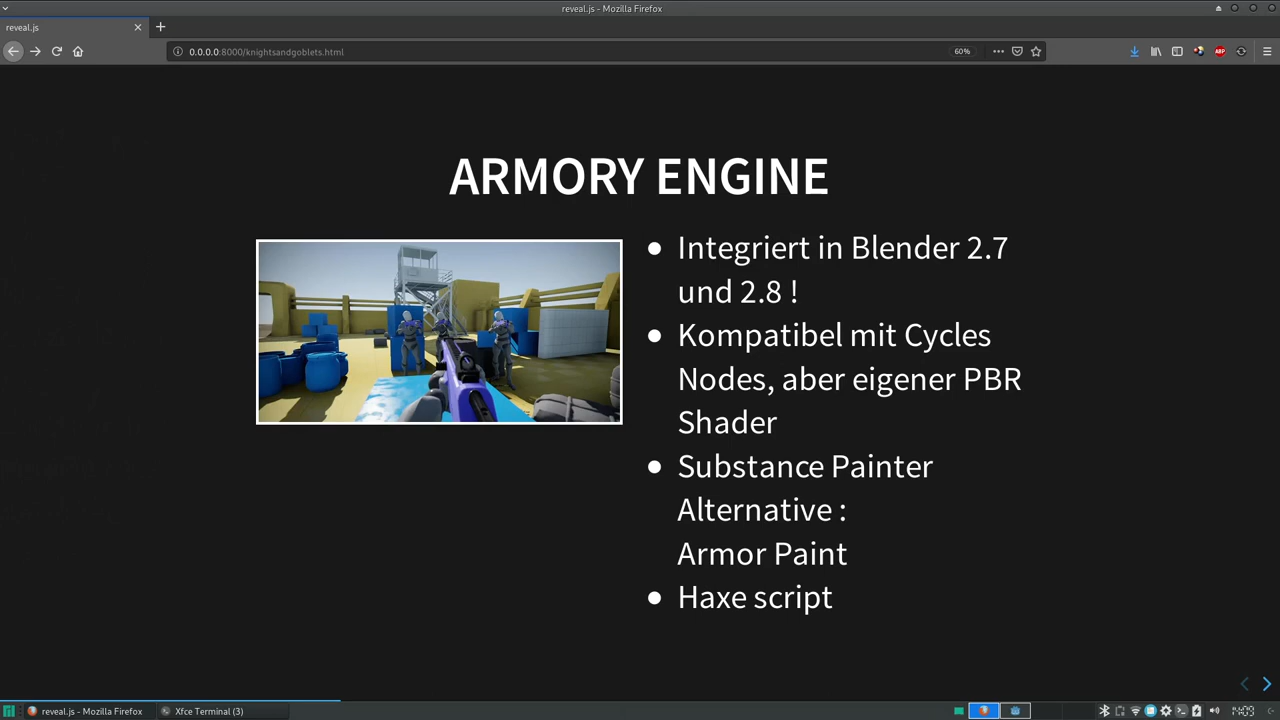 reveal.js - Mozilla Firefox
reveal.js
0.0.0.0:8000/knightsandgoblets.html
60%
ABP
ARMORY ENGINE
Integriert in Blender 2.7
und 2.8 !
Kompatibel mit Cycles
Nodes, aber eigener PBR
Shader
Substance Painter
Alternative :
Armor Paint
Haxe script
reveal.js - Mozilla Firefox
Xfce Terminal (3)